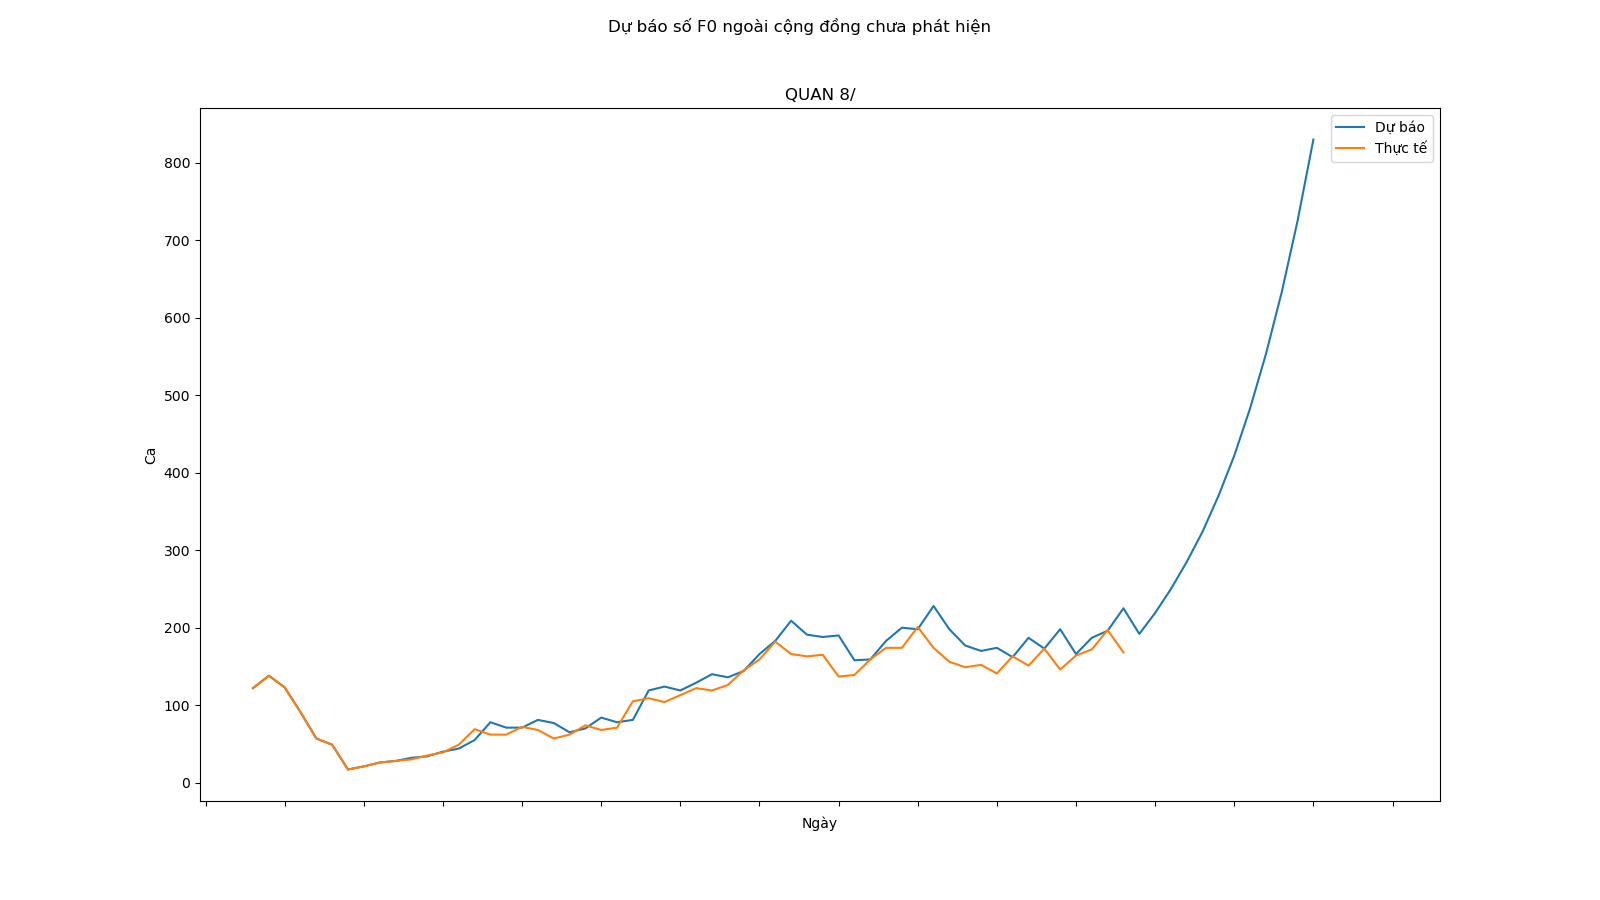 Dự báo số F0 ngoài cộng đồng chưa phát hiện
QUAN 8/
Dự báo
Thực tế
800
700
600
500
400
300
200
100
0
Ca
Ngày